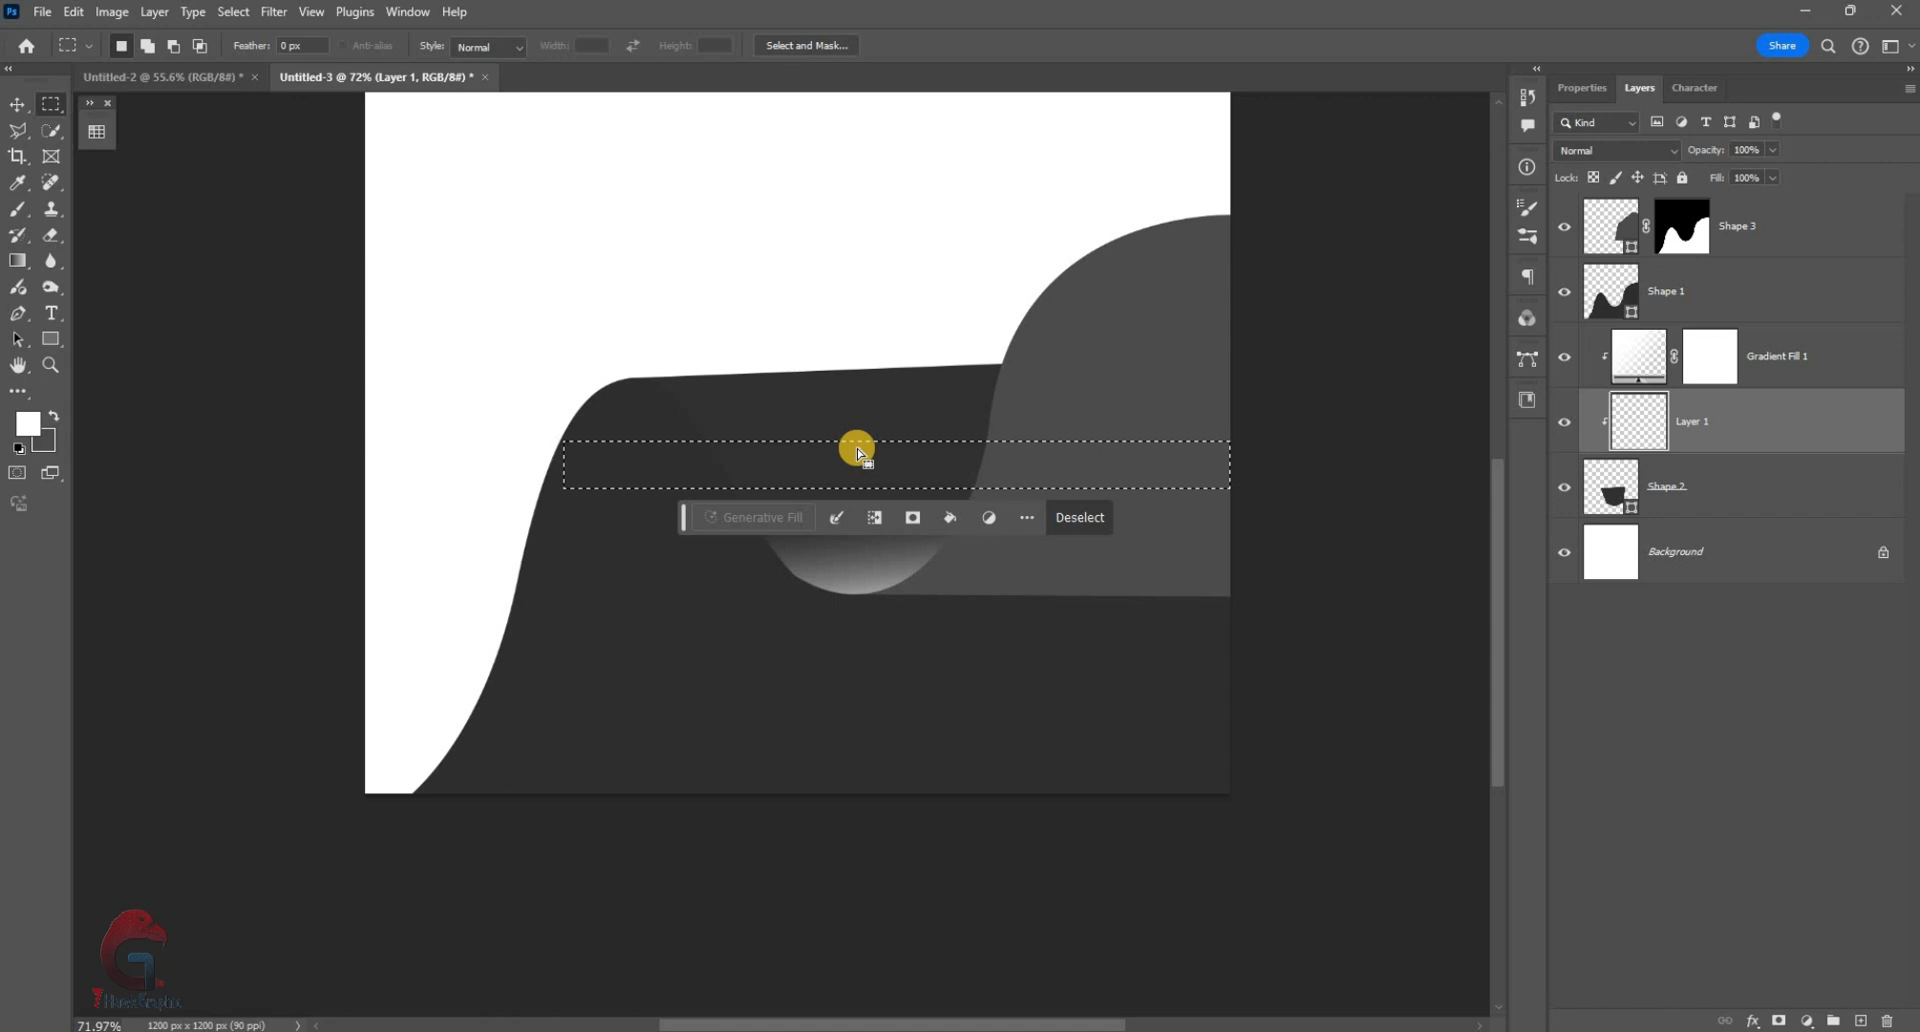 Ps File Edit Image Layer Type Select Filter View Plugins Window Help
Feather: 0 px Anti-alias Style: Normal Width: Height: Select and Mask... Share
Untitled-2 @ 55.6% (RGB/8#) * × Untitled-3 @ 72% (Layer 1, RGB/8#) * ×
Properties Layers Character
Kind
Normal Opacity: 100%
Lock: Fill: 100%
Shape 3
Shape 1
Gradient Fill 1
Layer 1
Shape 2
Background
Generative Fill Deselect
71.97% 1200 px x 1200 px (90 ppi)